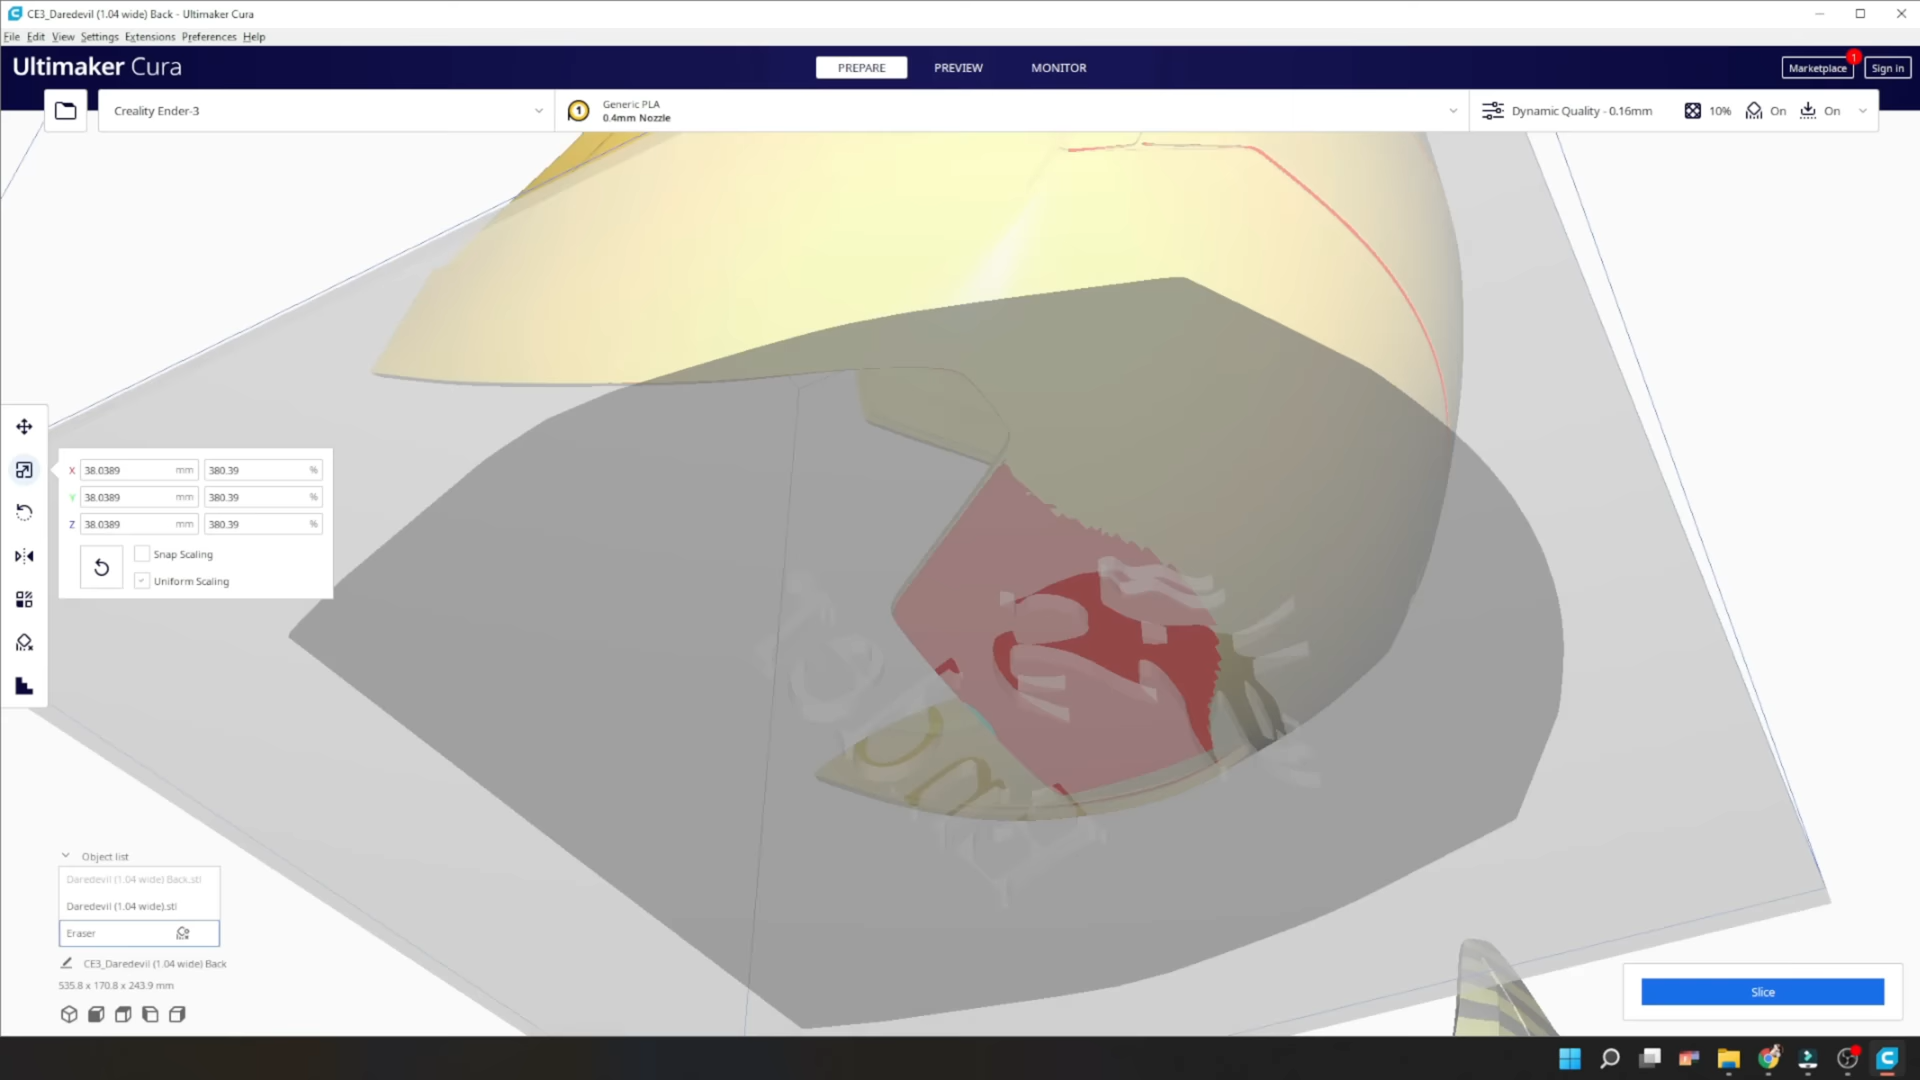 CE3_Daredevil (1.04 wide) Back - Ultimaker Cura
File Edit View Settings Extensions Preferences Help
Ultimaker Cura
PREPARE
PREVIEW
MONITOR
Marketplace
1
Sign in
Creality Ender-3
1
Generic PLA
0.4mm Nozzle
Dynamic Quality - 0.16mm
10%
On
On
X 38.0389 mm 380.39 %
Y 38.0389 mm 380.39 %
Z 38.0389 mm 380.39 %
Snap Scaling
Uniform Scaling
Object list
Daredevil (1.04 wide) Back.stl
Daredevil (1.04 wide).stl
Eraser
CE3_Daredevil (1.04 wide) Back
535.8 x 170.8 x 243.9 mm
Slice